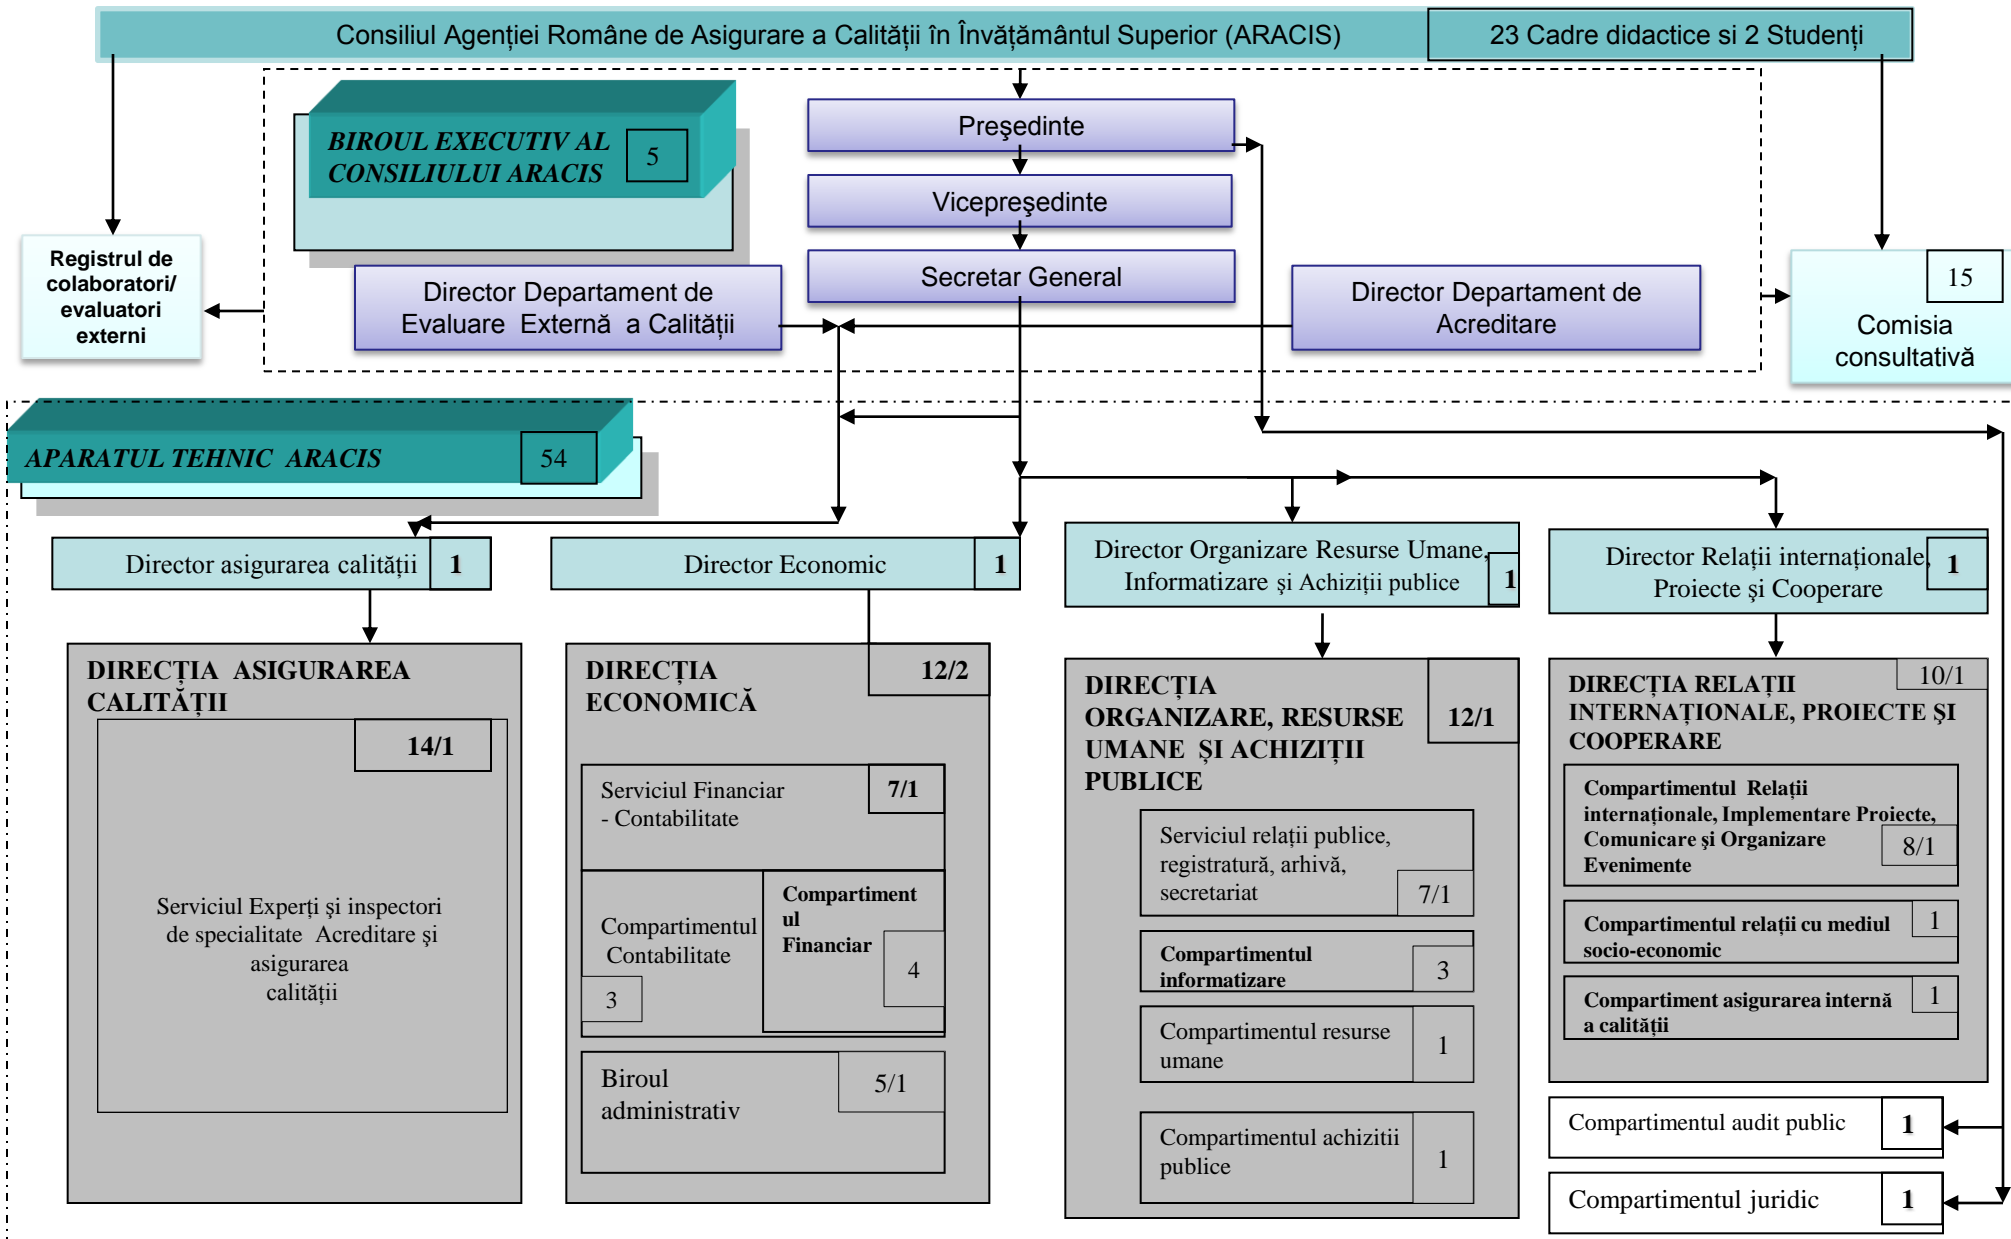 Consiliul Agenției Române de Asigurare a Calității în Învățământul Superior (ARACIS)
23 Cadre didactice si 2 Studenți
BIROUL EXECUTIV AL
CONSILIULUI ARACIS
5
Preşedinte
Vicepreşedinte
Secretar General
Registrul de
colaboratori/
evaluatori
externi
Director Departament de
Evaluare Externă a Calității
Director Departament de
Acreditare
15
Comisia
consultativă
APARATUL TEHNIC ARACIS
54
Director asigurarea calității
1
Director Economic
1
Director Organizare Resurse Umane,
Informatizare şi Achiziții publice
1
Director Relații internaționale,
Proiecte şi Cooperare
1
DIRECȚIA ASIGURAREA
CALITĂȚII
14/1
Serviciul Experți şi inspectori
de specialitate Acreditare şi
asigurarea
calității
DIRECȚIA
ECONOMICĂ
12/2
Serviciul Financiar
- Contabilitate
7/1
Compartimentul
Contabilitate
3
Compartiment
ul
Financiar
4
Biroul
administrativ
5/1
DIRECȚIA
ORGANIZARE, RESURSE
UMANE ȘI ACHIZIȚII
PUBLICE
12/1
Serviciul relații publice,
registratură, arhivă,
secretariat
7/1
Compartimentul
informatizare
3
Compartimentul resurse
umane
1
Compartimentul achizitii
publice
1
DIRECȚIA RELAȚII
INTERNAȚIONALE, PROIECTE ŞI
COOPERARE
10/1
Compartimentul Relații
internaționale, Implementare Proiecte,
Comunicare şi Organizare
Evenimente
8/1
Compartimentul relații cu mediul
socio-economic
1
Compartiment asigurarea internă
a calității
1
Compartimentul audit public
1
Compartimentul juridic
1